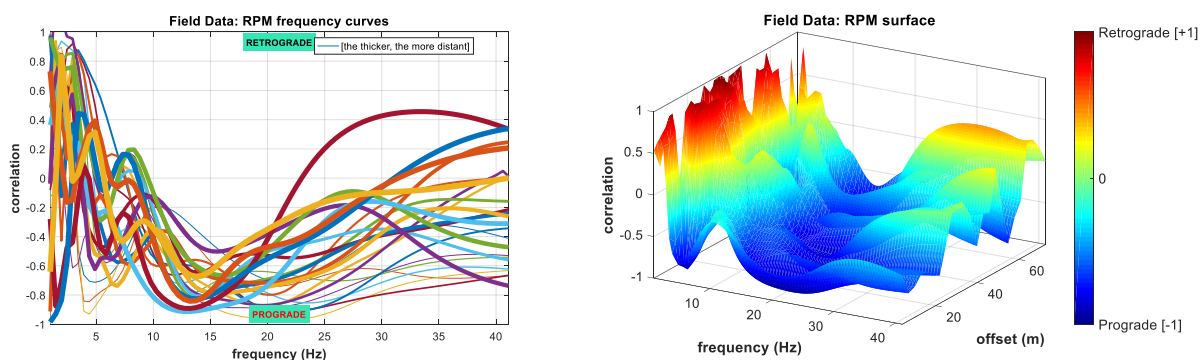 Field Data: RPM frequency curves
RETROGRADE
[the thicker, the more distant]
1
0.8
0.6
0.4
0.2
0
-0.2
-0.4
-0.6
-0.8
-1
correlation
PROGRADE
5 10 15 20 25 30 35 40
frequency (Hz)
Field Data: RPM surface
1
0.5
0
-0.5
-1
correlation
10 20 30 40
frequency (Hz)
20 40 60
offset (m)
Retrograde [+1]
0
Prograde [-1]